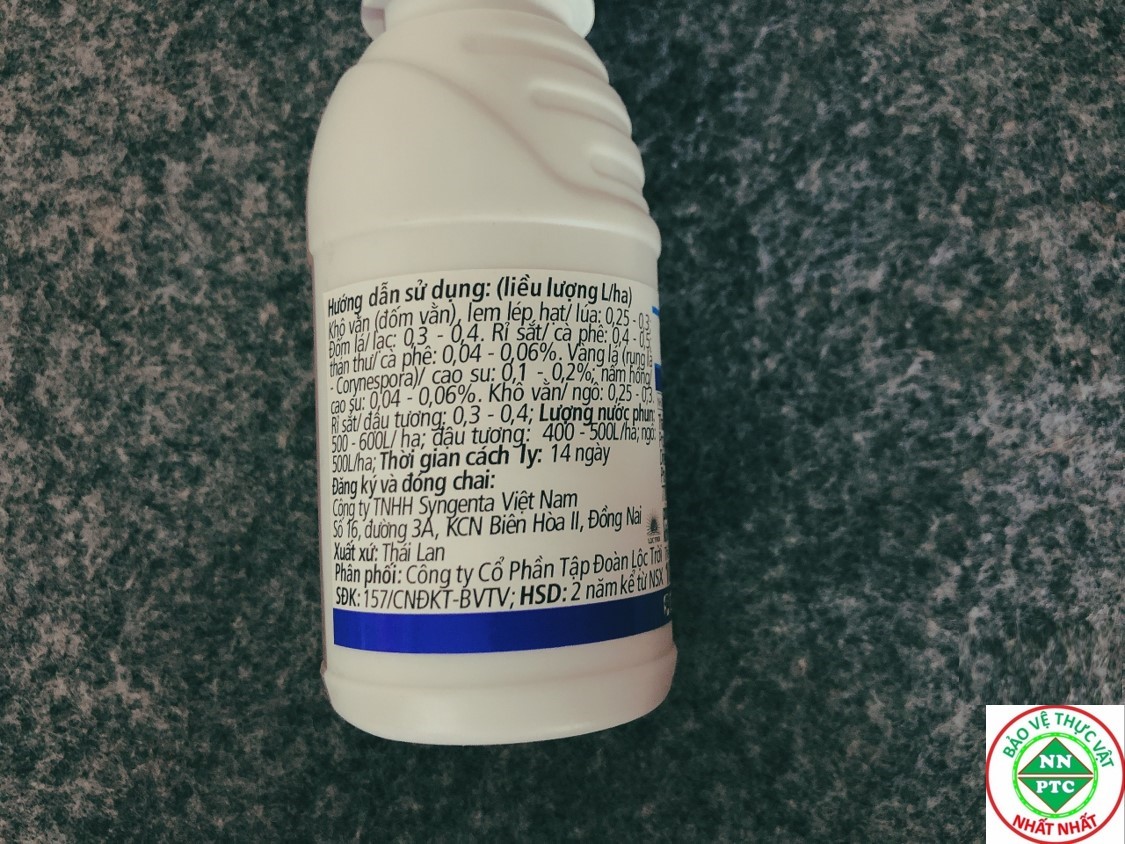 Hướng dẫn sử dụng: (liều lượng L/ha)
Khô vằn (đốm vằn), lem lép hạt/ lúa: 0,25 - 0,3;
Đốm lá/ lạc: 0,3 - 0,4. Rỉ sắt/ cà phê: 0,4 - 0,5;
thán thư/ cà phê: 0,04 - 0,06%. Vàng lá (rụng lá
- Corynespora)/ cao su: 0,1 - 0,2%; nấm hồng/
cao su: 0,04 - 0,06%. Khô vằn/ ngô: 0,25 - 0,3.
Rỉ sắt/ đậu tương: 0,3 - 0,4; Lượng nước phun:
500 - 600L/ ha; đậu tương: 400 - 500L/ha; ngô:
500L/ha; Thời gian cách ly: 14 ngày
Đăng ký và đóng chai:
Công ty TNHH Syngenta Việt Nam
Số 16, đường 3A, KCN Biên Hòa II, Đồng Nai
Xuất xứ: Thái Lan
Phân phối: Công ty Cổ Phần Tập Đoàn Lộc Trời
SĐK: 157/CNĐKT-BVTV; HSD: 2 năm kể từ NSX
BẢO VỆ THỰC VẬT
NN
PTC
NHẤT NHẤT